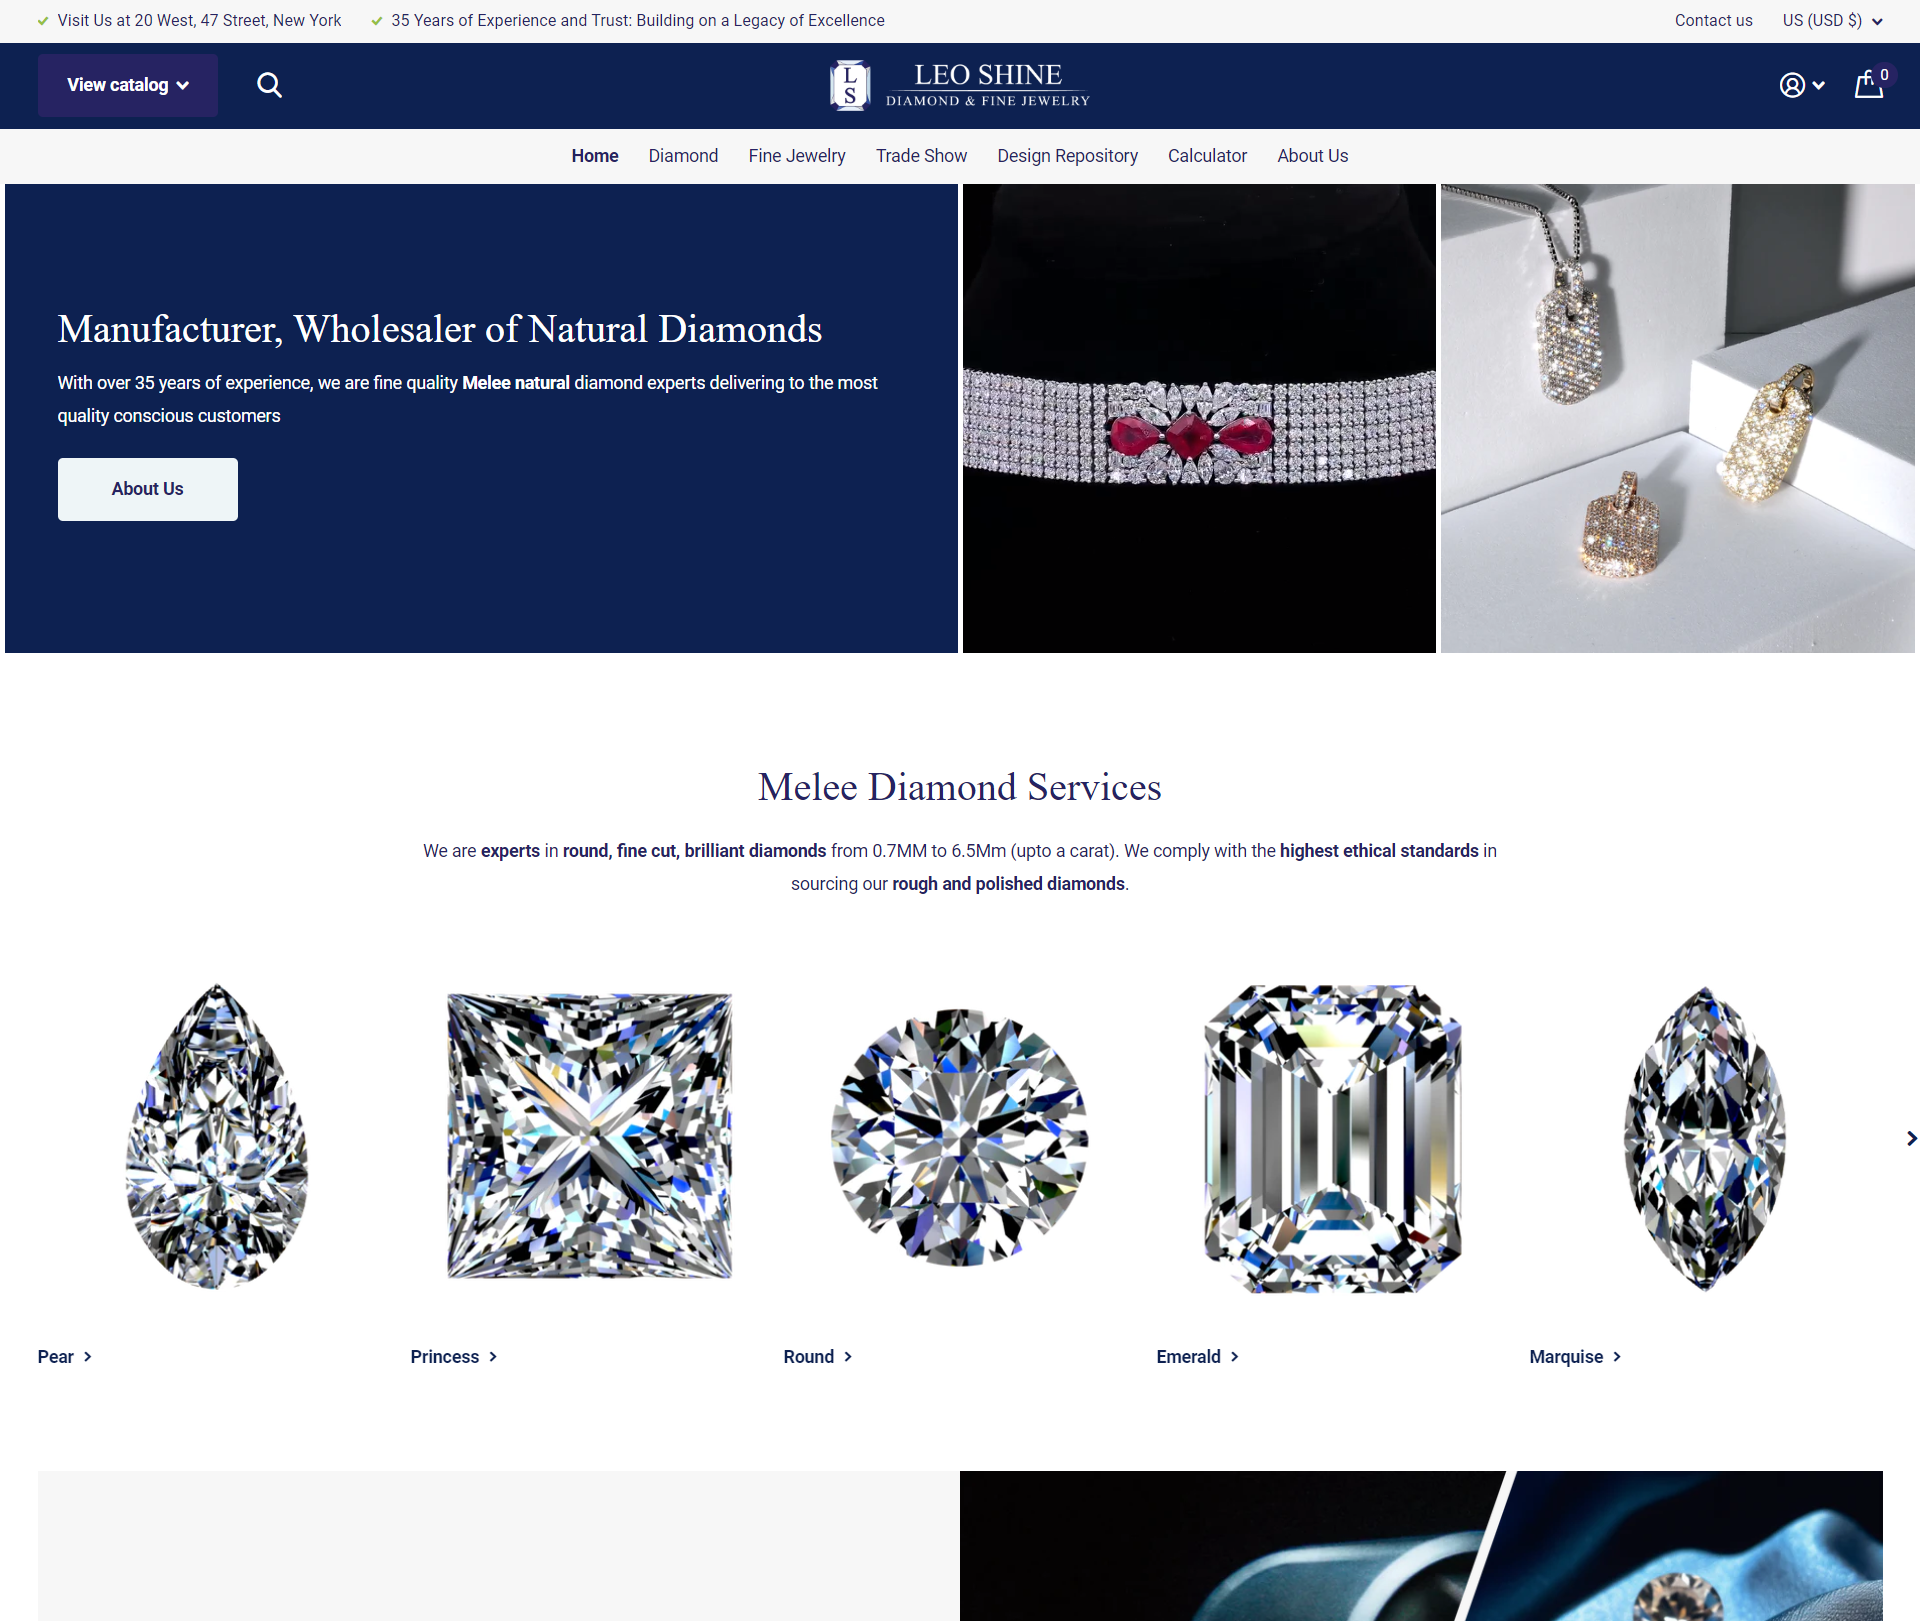 Visit Us at 20 West, 47 Street, New York
35 Years of Experience and Trust: Building on a Legacy of Excellence
Contact us
US (USD $)
View catalog
L
S
LEO SHINE
DIAMOND & FINE JEWELRY
0
Home
Diamond
Fine Jewelry
Trade Show
Design Repository
Calculator
About Us
Manufacturer, Wholesaler of Natural Diamonds
With over 35 years of experience, we are fine quality Melee natural diamond experts delivering to the most
quality conscious customers
About Us
Melee Diamond Services
We are experts in round, fine cut, brilliant diamonds from 0.7MM to 6.5Mm (upto a carat). We comply with the highest ethical standards in
sourcing our rough and polished diamonds.
Pear
Princess
Round
Emerald
Marquise